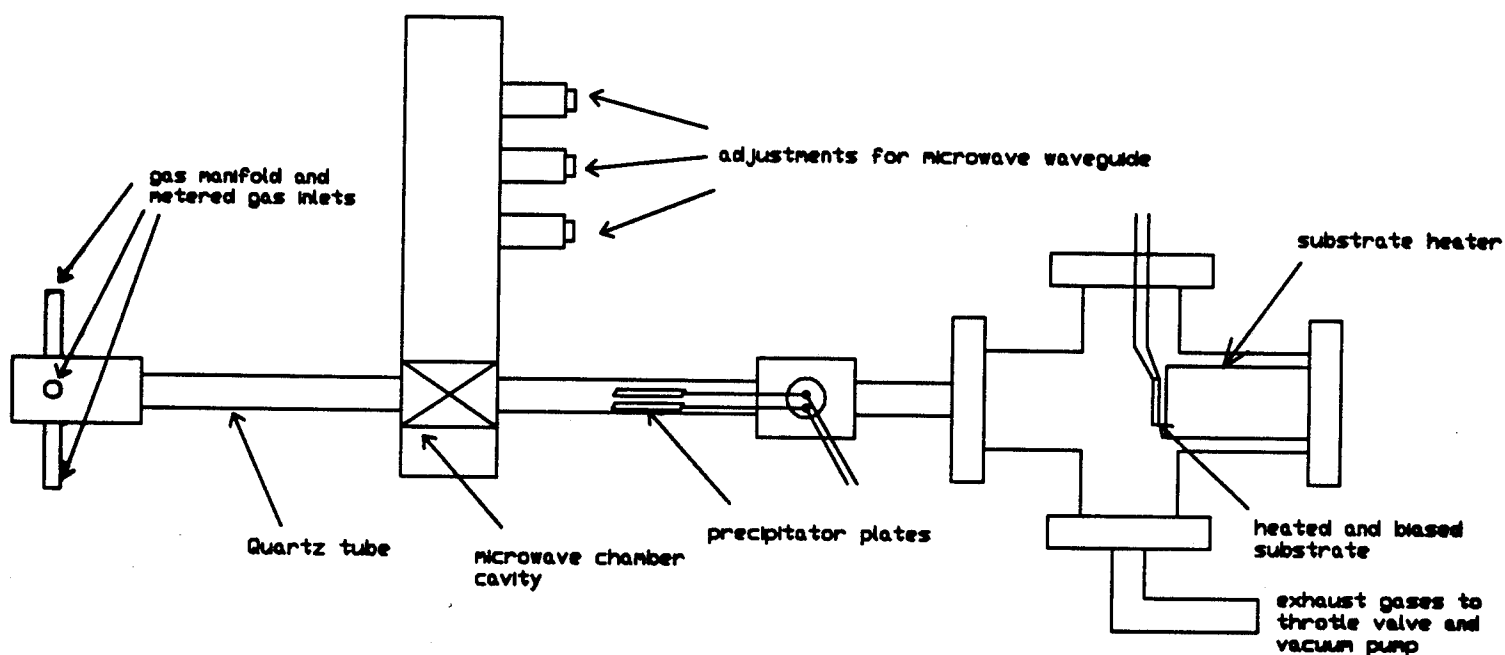 gas manifold and
metered gas inlets
adjustments for microwave waveguide
substrate heater
Quartz tube
microwave chamber
cavity
precipitator plates
heated and biased
substrate
exhaust gases to
throtle valve and
vacuum pump